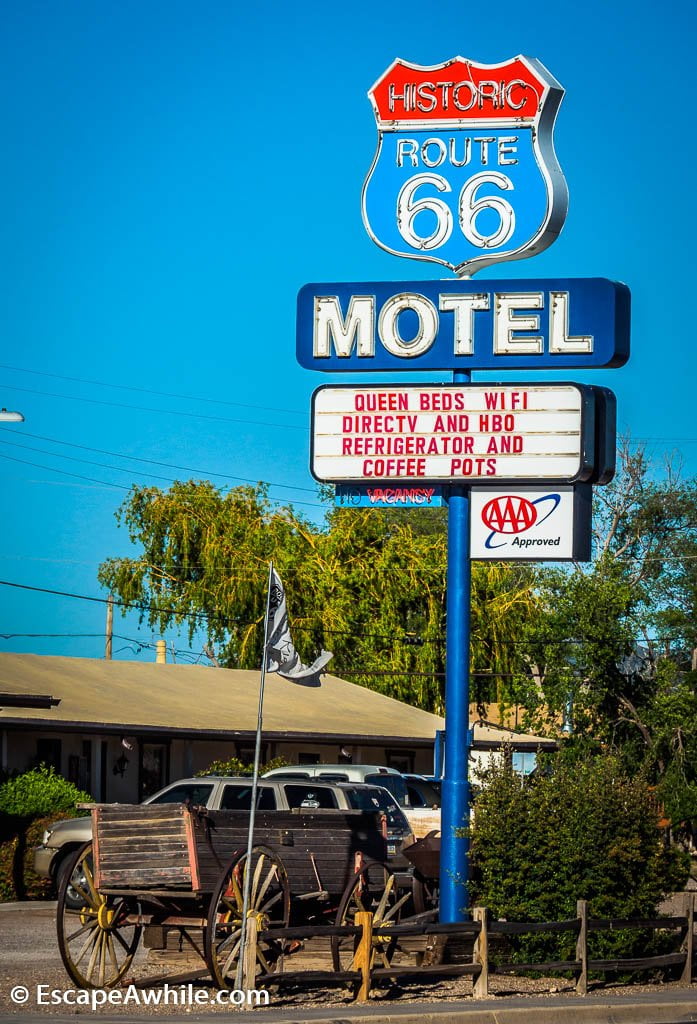 HISTORIC
ROUTE
66
MOTEL
QUEEN BEDS WIFI
DIRECTV AND HBO
REFRIGERATOR AND
COFFEE POTS
NO VACANCY
AAA
Approved
© EscapeAwhile.com